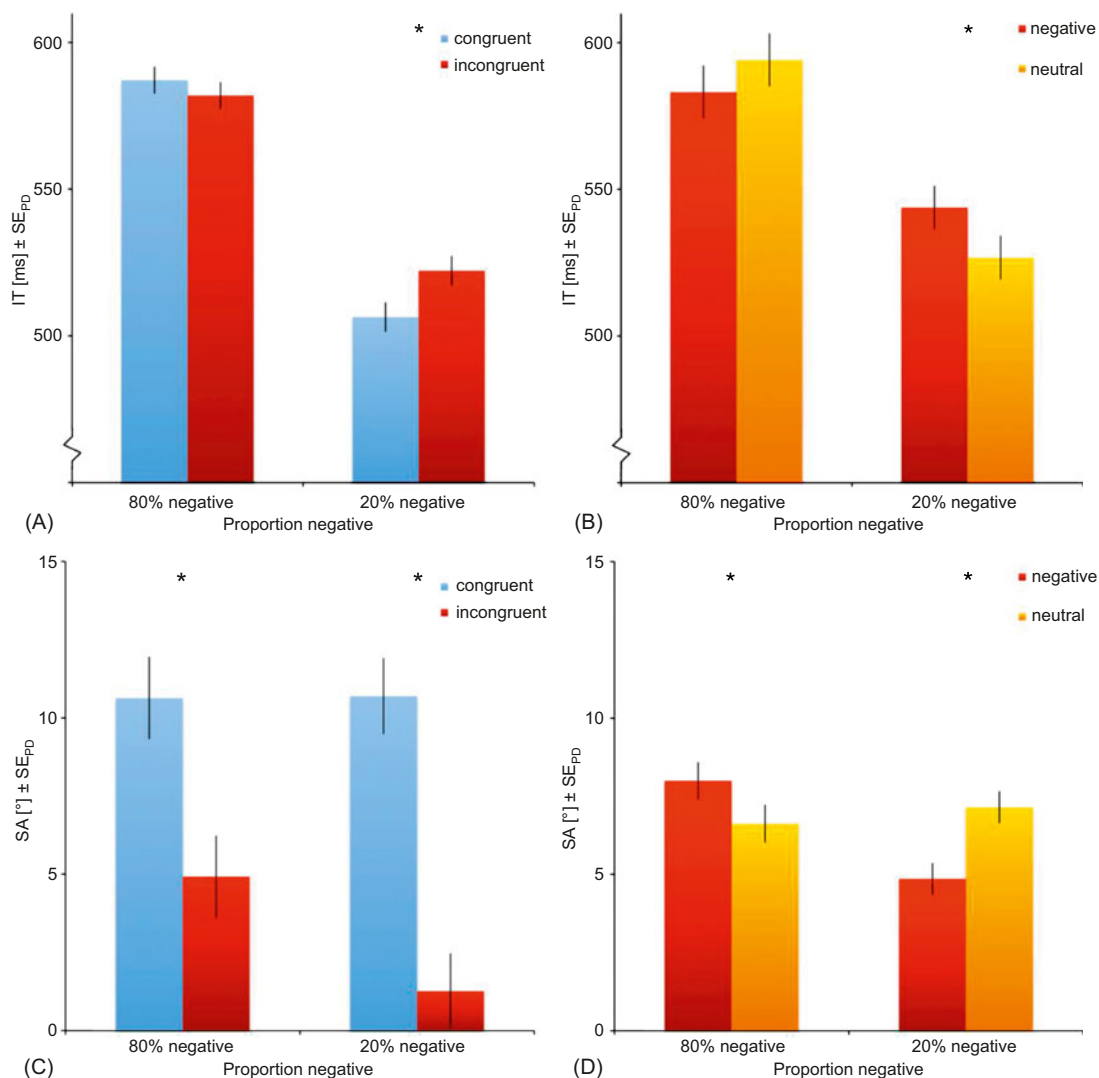 * congruent
incongruent
600
550
500
IT [ms] ± SE_PD
80% negative 20% negative
Proportion negative
(A)
* negative
neutral
600
550
500
IT [ms] ± SE_PD
80% negative 20% negative
Proportion negative
(B)
15
* * congruent
incongruent
10
5
0
SA [°] ± SE_PD
80% negative 20% negative
Proportion negative
(C)
15
* * negative
neutral
10
5
0
SA [°] ± SE_PD
80% negative 20% negative
Proportion negative
(D)